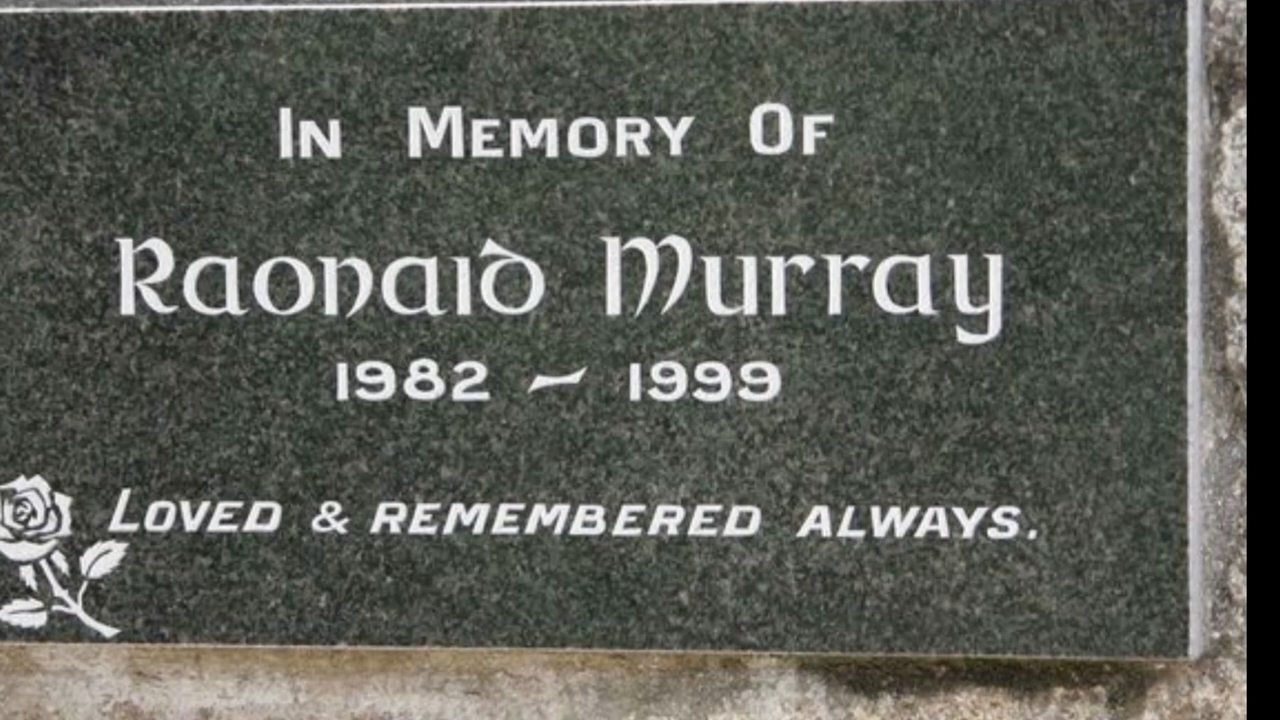 In Memory Of
Raonaid Murray
1982 ~ 1999
Loved & remembered always.